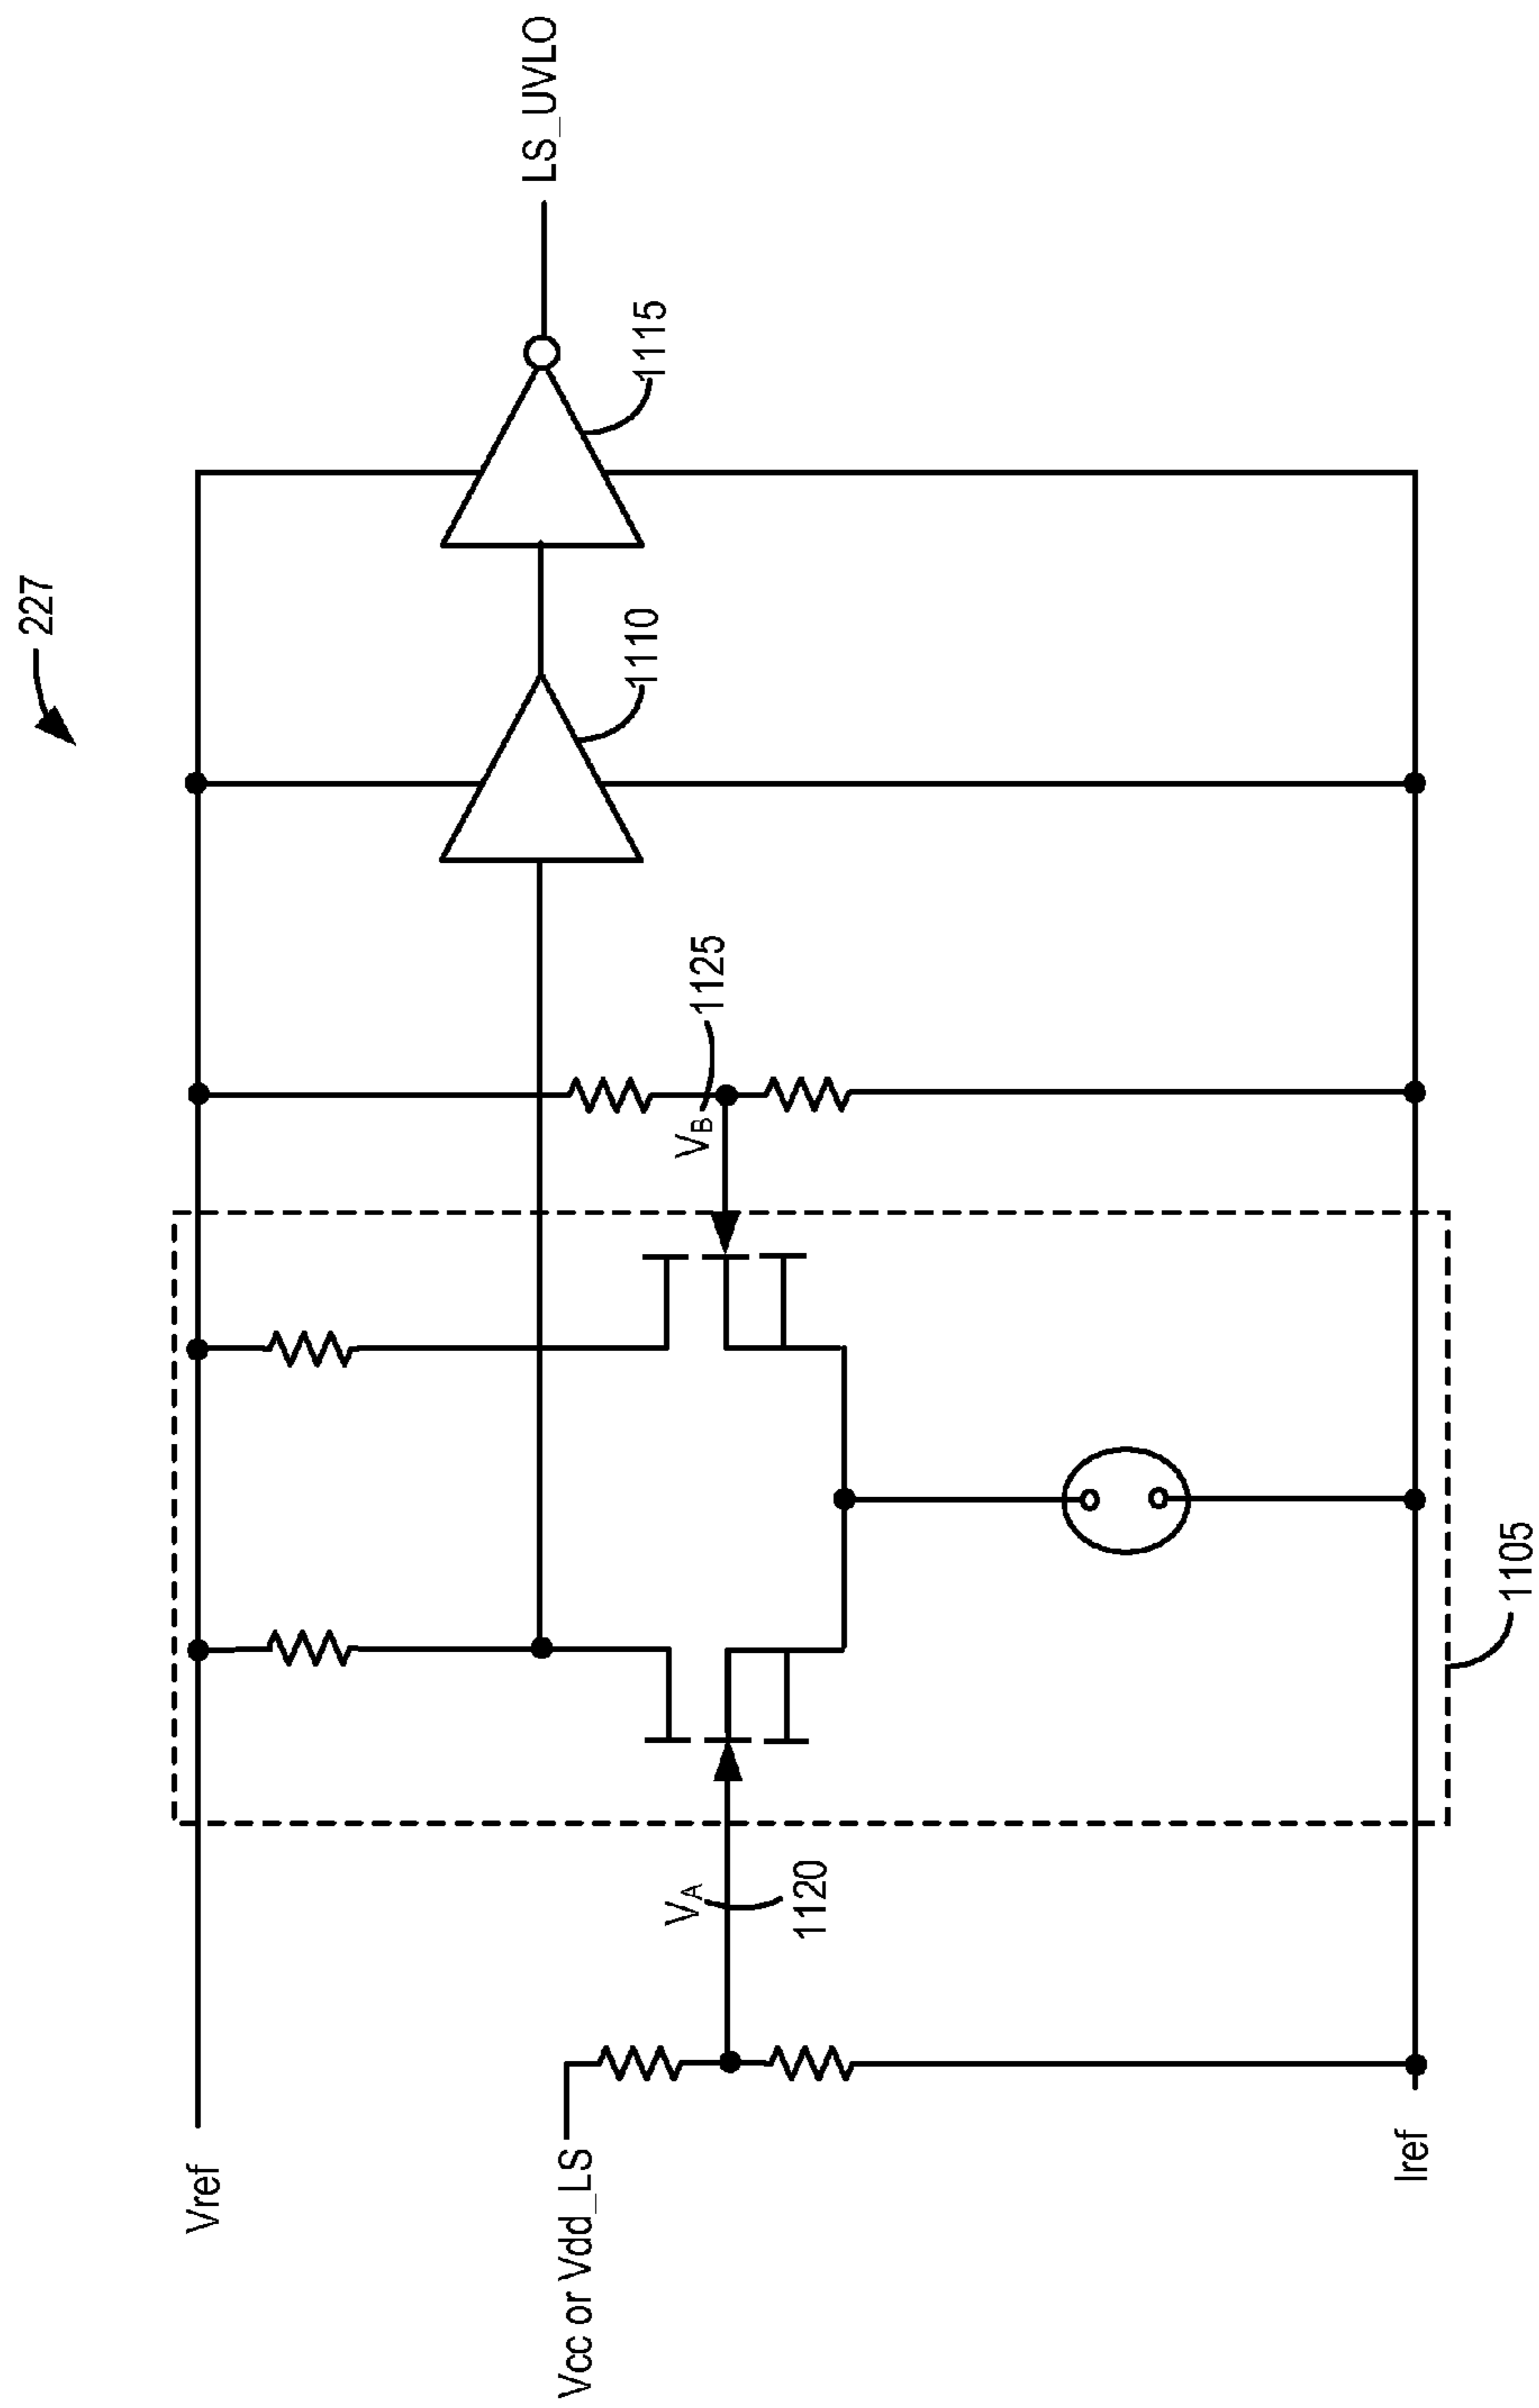 227
Vref
Vcc or Vdd_LS
Iref
VA
1120
VB
1125
1110
1115
LS_UVLO
1105